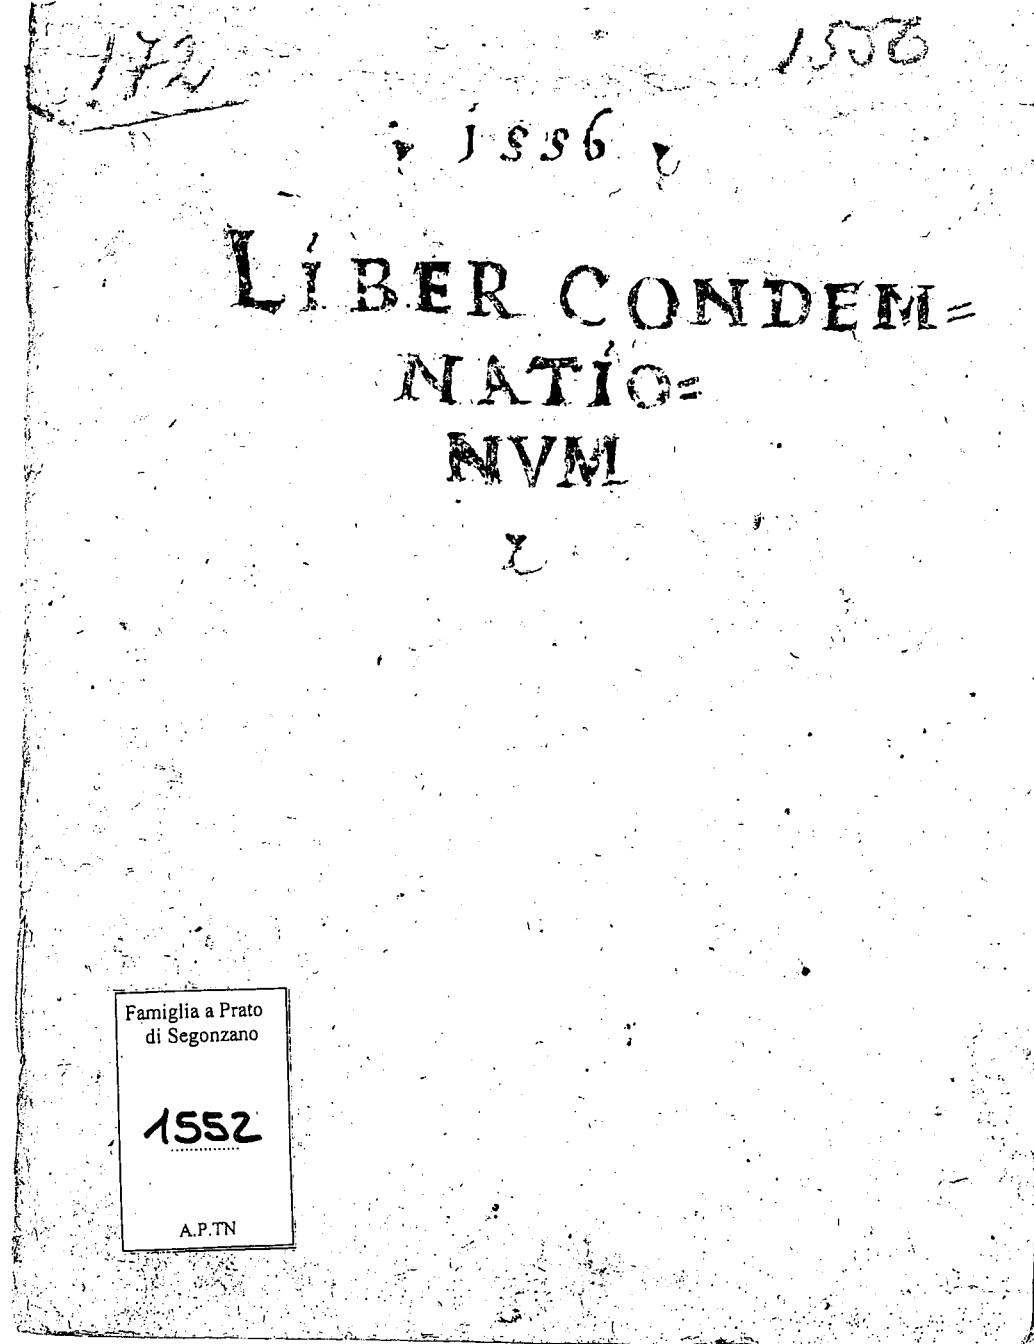 172
1556
1556
LIBER CONDEM=
NATIO=
NVM
Famiglia a Prato
di Segonzano
1552
A.P.TN